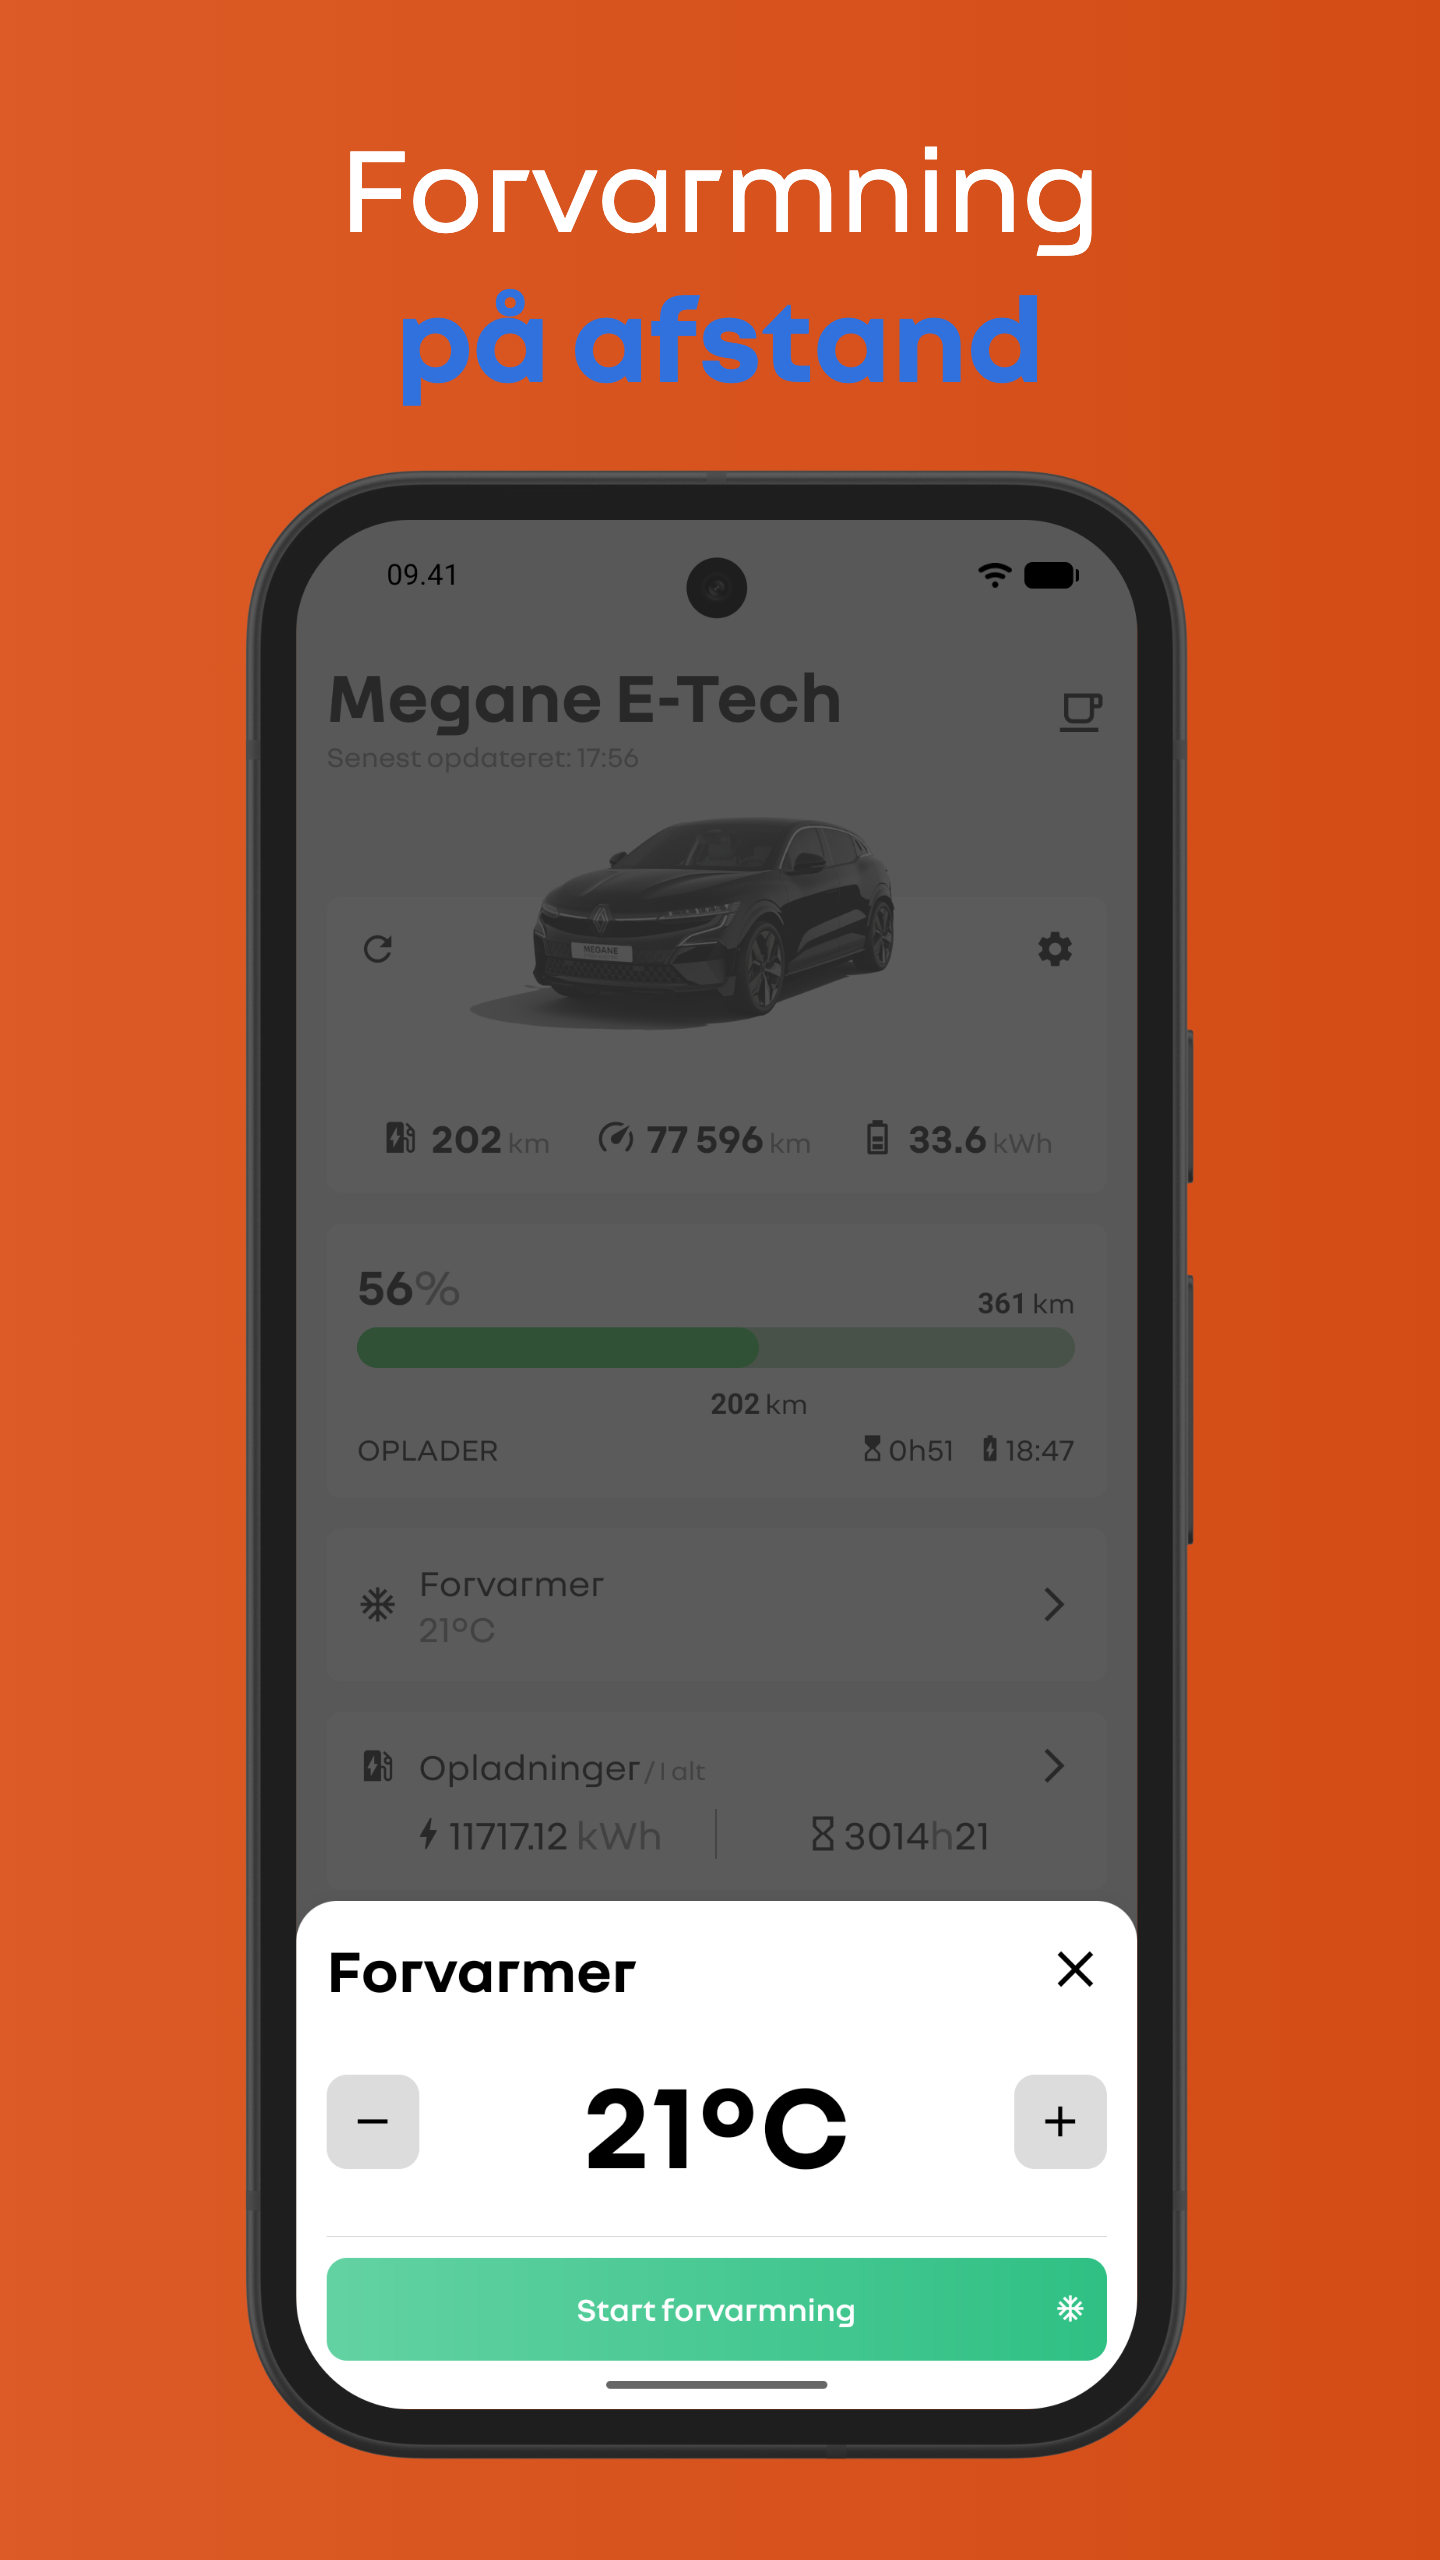 Forvarmning
på afstand
09.41
Megane E-Tech
Senest opdateret: 17:56
MEGANE
202 km 77 596 km 33.6 kWh
56%
361 km
202 km
OPLADER 0h51 18:47
Forvarmer
21°C
Opladninger / I alt
11717.12 kWh 3014h21
Forvarmer
21°C
Start forvarmning